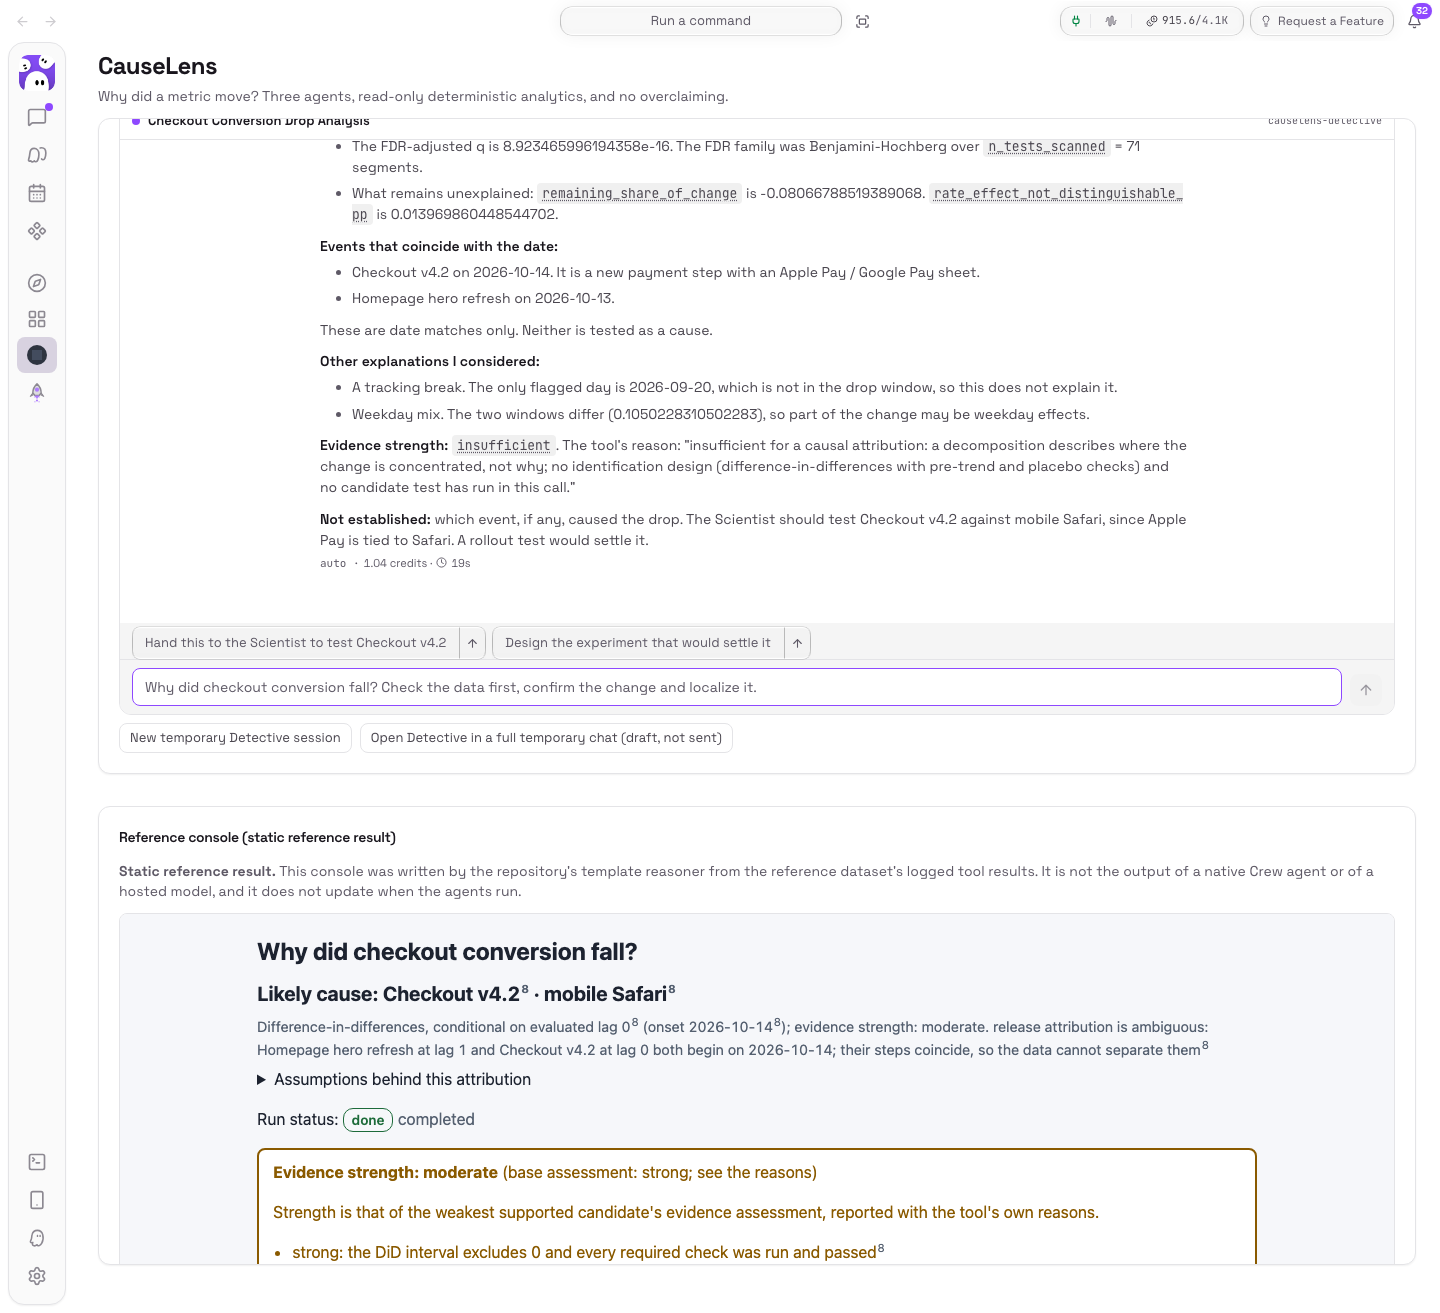 Run a command
915.6/4.1K
Request a Feature
32
CauseLens
Why did a metric move? Three agents, read-only deterministic analytics, and no overclaiming.
Checkout Conversion Drop Analysis
causelens-detective
• The FDR-adjusted q is 8.923465996194358e-16. The FDR family was Benjamini-Hochberg over n_tests_scanned = 71
segments.
• What remains unexplained: remaining_share_of_change is -0.08066788519389068. rate_effect_not_distinguishable_
pp is 0.013969860448544702.
Events that coincide with the date:
• Checkout v4.2 on 2026-10-14. It is a new payment step with an Apple Pay / Google Pay sheet.
• Homepage hero refresh on 2026-10-13.
These are date matches only. Neither is tested as a cause.
Other explanations I considered:
• A tracking break. The only flagged day is 2026-09-20, which is not in the drop window, so this does not explain it.
• Weekday mix. The two windows differ (0.1050228310502283), so part of the change may be weekday effects.
Evidence strength: insufficient. The tool's reason: "insufficient for a causal attribution: a decomposition describes where the
change is concentrated, not why; no identification design (difference-in-differences with pre-trend and placebo checks) and
no candidate test has run in this call."
Not established: which event, if any, caused the drop. The Scientist should test Checkout v4.2 against mobile Safari, since Apple
Pay is tied to Safari. A rollout test would settle it.
auto · 1.04 credits · 19s
Hand this to the Scientist to test Checkout v4.2
Design the experiment that would settle it
Why did checkout conversion fall? Check the data first, confirm the change and localize it.
New temporary Detective session
Open Detective in a full temporary chat (draft, not sent)
Reference console (static reference result)
Static reference result. This console was written by the repository's template reasoner from the reference dataset's logged tool results. It is not the output of a native Crew agent or of a
hosted model, and it does not update when the agents run.
Why did checkout conversion fall?
Likely cause: Checkout v4.2⁸ · mobile Safari⁸
Difference-in-differences, conditional on evaluated lag 0⁸ (onset 2026-10-14⁸); evidence strength: moderate. release attribution is ambiguous:
Homepage hero refresh at lag 1 and Checkout v4.2 at lag 0 both begin on 2026-10-14; their steps coincide, so the data cannot separate them⁸
▶ Assumptions behind this attribution
Run status: done completed
Evidence strength: moderate (base assessment: strong; see the reasons)
Strength is that of the weakest supported candidate's evidence assessment, reported with the tool's own reasons.
• strong: the DiD interval excludes 0 and every required check was run and passed⁸